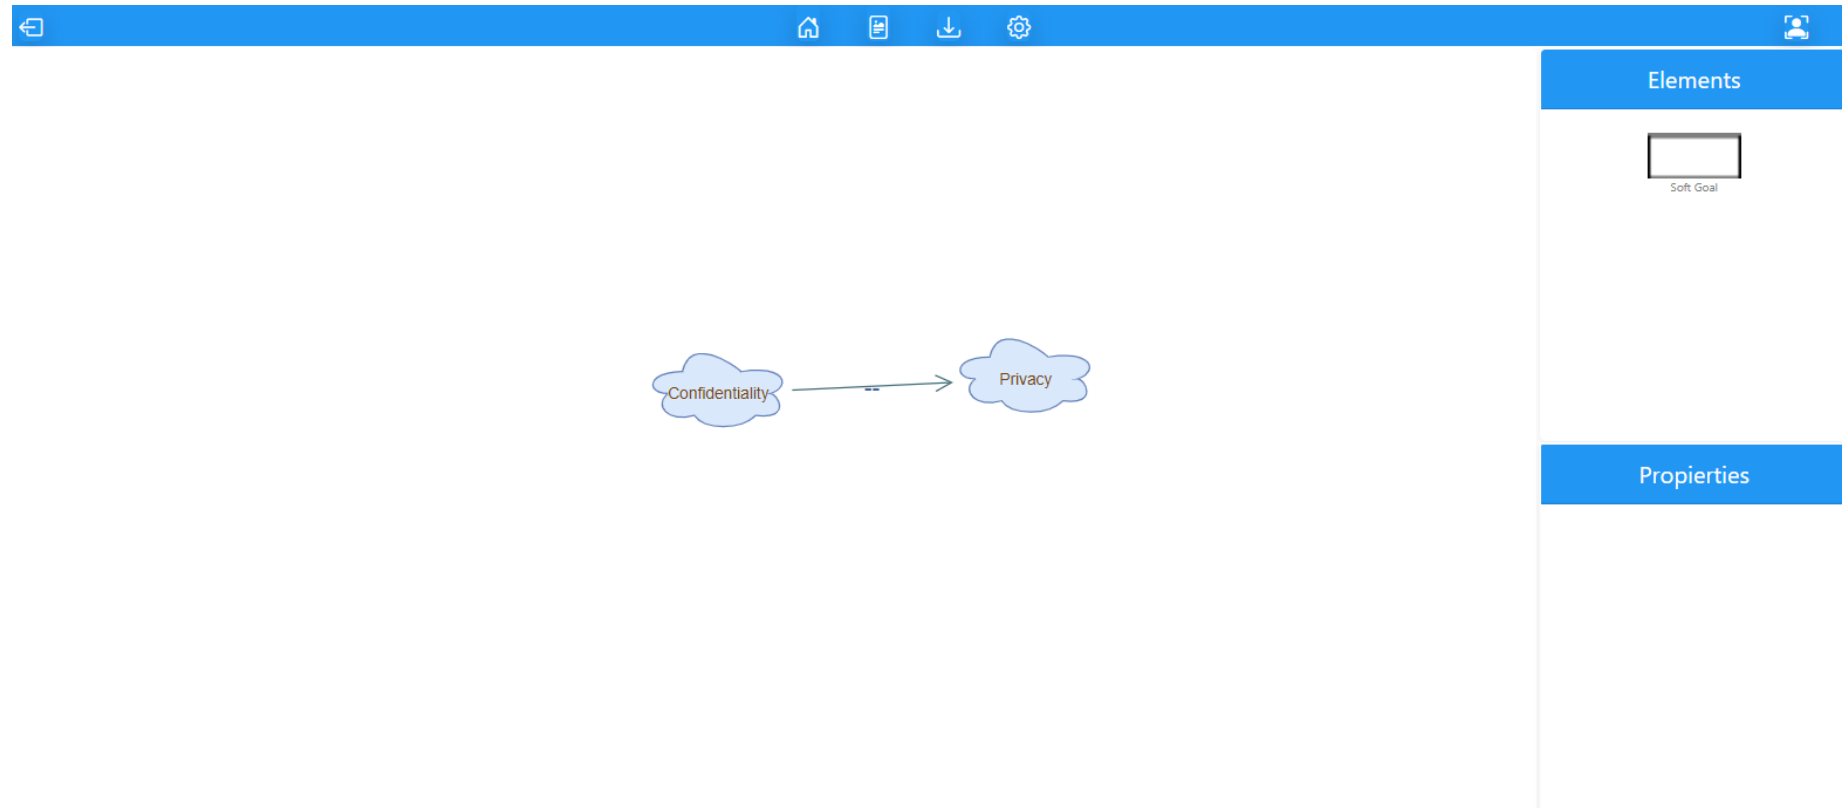 Elements
Soft Goal
Confidentiality
--
Privacy
Propierties